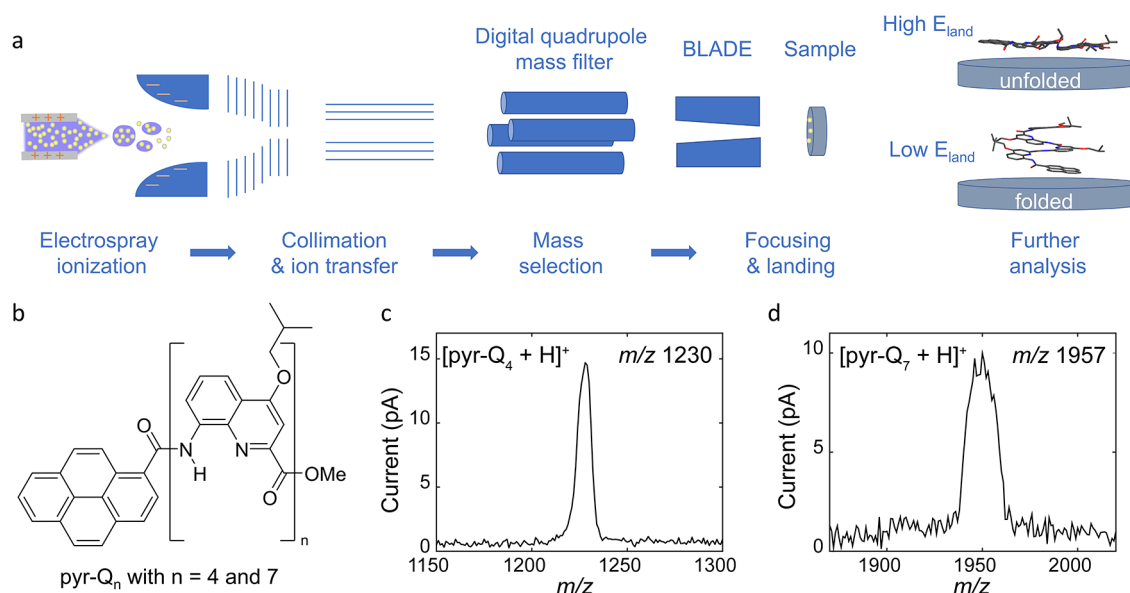 a
Digital quadrupole
mass filter
BLADE
Sample
High E_land
unfolded
Low E_land
folded
+ + +
+ + +
Electrospray
ionization
Collimation
& ion transfer
Mass
selection
Focusing
& landing
Further
analysis
b
O
O
N
H
N
O
OMe
n
pyr-Q_n with n = 4 and 7
c
[pyr-Q_4 + H]^+
m/z 1230
Current (pA)
15
10
5
0
1150
1200
1250
1300
m/z
d
[pyr-Q_7 + H]^+
m/z 1957
Current (pA)
10
5
0
1900
1950
2000
m/z